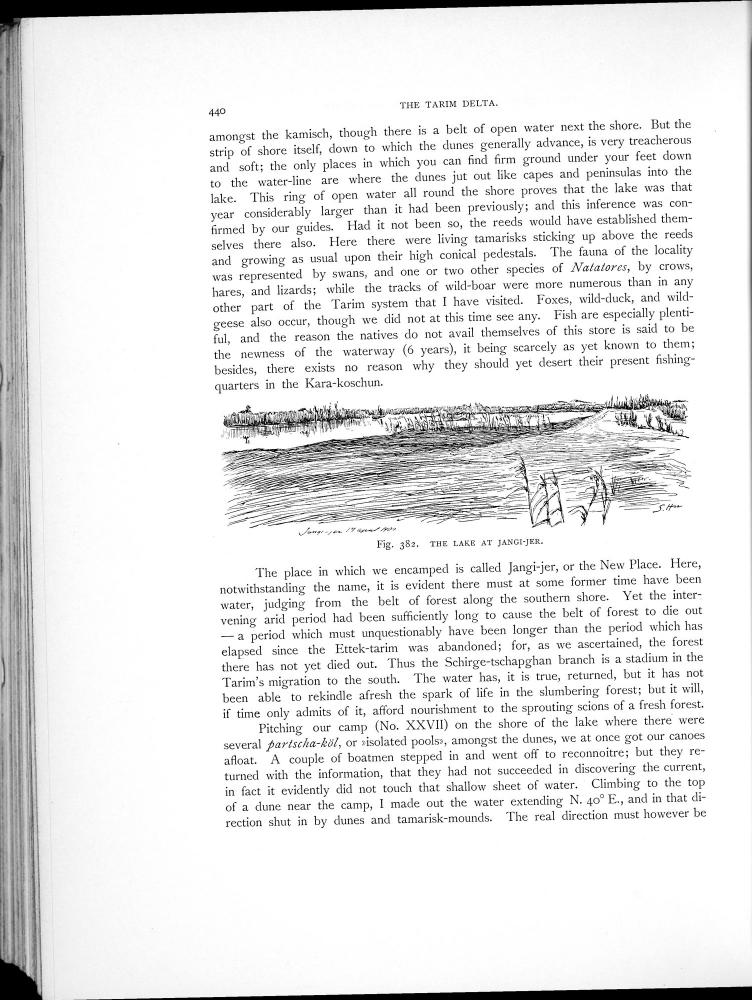 440
THE TARIM DELTA.
amongst the kamisch, though there is a belt of open water next the shore. But the
strip of shore itself, down to which the dunes generally advance, is very treacherous
and soft; the only places in which you can find firm ground under your feet down
to the water-line are where the dunes jut out like capes and peninsulas into the
lake. This ring of open water all round the shore proves that the lake was that
year considerably larger than it had been previously; and this inference was con-
firmed by our guides. Had it not been so, the reeds would have established them-
selves there also. Here there were living tamarisks sticking up above the reeds
and growing as usual upon their high conical pedestals. The fauna of the locality
was represented by swans, and one or two other species of Natatores, by crows,
hares, and lizards; while the tracks of wild-boar were more numerous than in any
other part of the Tarim system that I have visited. Foxes, wild-duck, and wild-
geese also occur, though we did not at this time see any. Fish are especially plenti-
ful, and the reason the natives do not avail themselves of this store is said to be
the newness of the waterway (6 years), it being scarcely as yet known to them;
besides, there exists no reason why they should yet desert their present fishing-
quarters in the Kara-koschun.
Jangi-jer 17
Fig. 382. THE LAKE AT JANGI-JER.
The place in which we encamped is called Jangi-jer, or the New Place. Here,
notwithstanding the name, it is evident there must at some former time have been
water, judging from the belt of forest along the southern shore. Yet the inter-
vening arid period had been sufficiently long to cause the belt of forest to die out
— a period which must unquestionably have been longer than the period which has
elapsed since the Ettek-tarim was abandoned; for, as we ascertained, the forest
there has not yet died out. Thus the Schirge-tschapghan branch is a stadium in the
Tarim's migration to the south. The water has, it is true, returned, but it has not
been able to rekindle afresh the spark of life in the slumbering forest; but it will,
if time only admits of it, afford nourishment to the sprouting scions of a fresh forest.
Pitching our camp (No. XXVII) on the shore of the lake where there were
several partscha-köl, or »isolated pools», amongst the dunes, we at once got our canoes
afloat. A couple of boatmen stepped in and went off to reconnoitre; but they re-
turned with the information, that they had not succeeded in discovering the current,
in fact it evidently did not touch that shallow sheet of water. Climbing to the top
of a dune near the camp, I made out the water extending N. 40° E., and in that di-
rection shut in by dunes and tamarisk-mounds. The real direction must however be